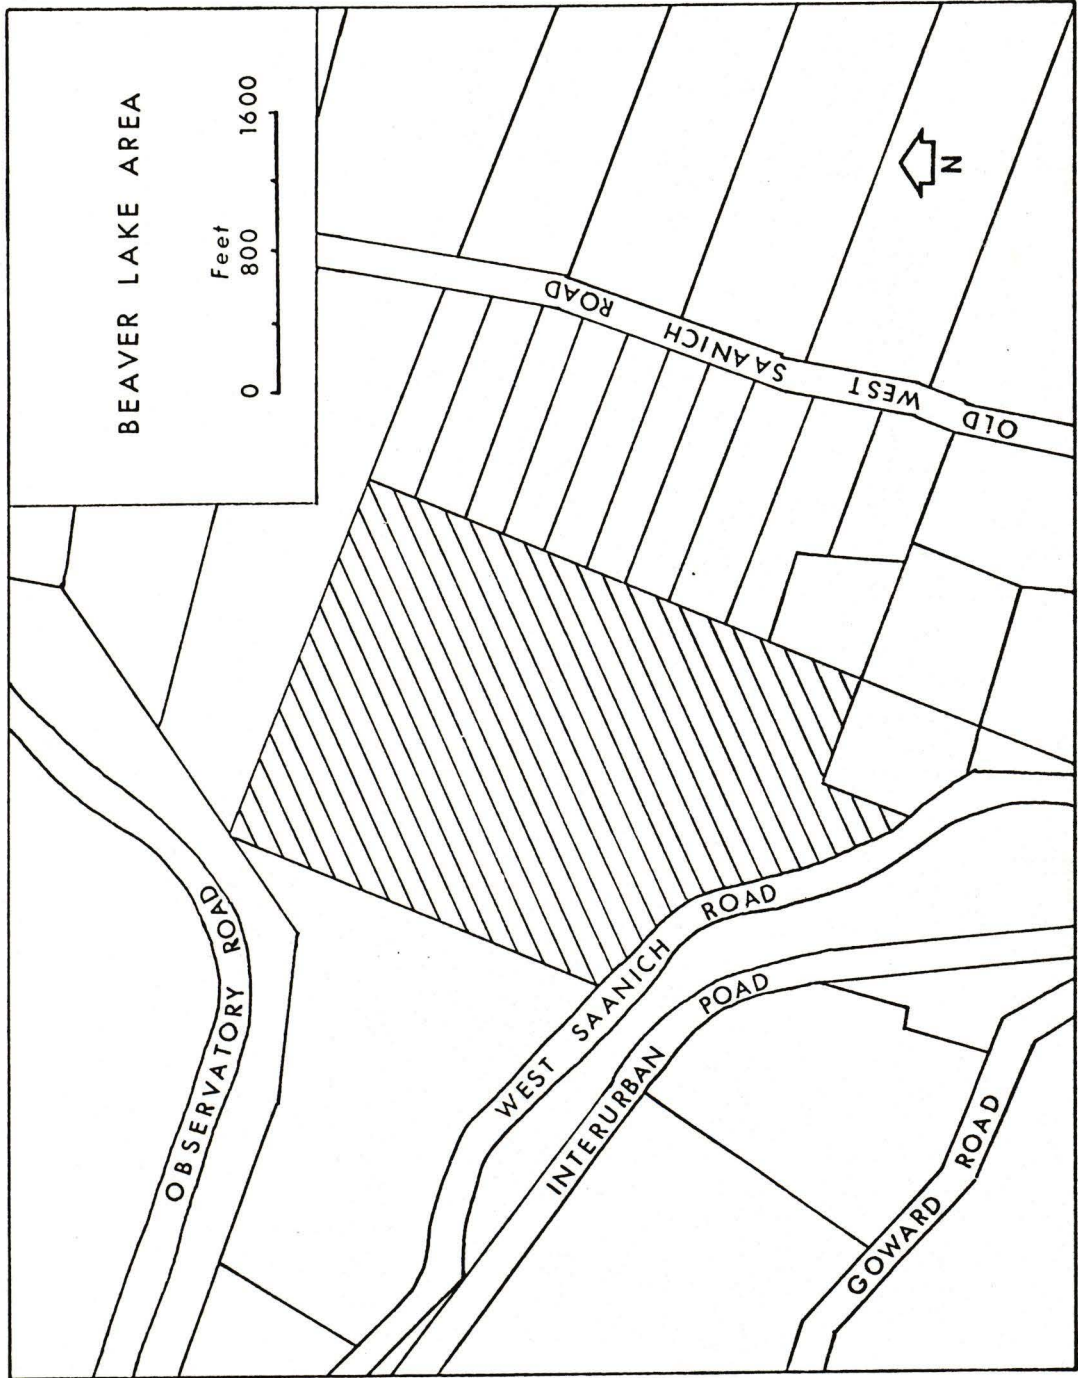 BEAVER LAKE AREA
Feet
0 800 1600
N
OBSERVATORY ROAD
WEST SAANICH ROAD
INTERURBAN POAD
GOWARD ROAD
OLD WEST SAANICH ROAD